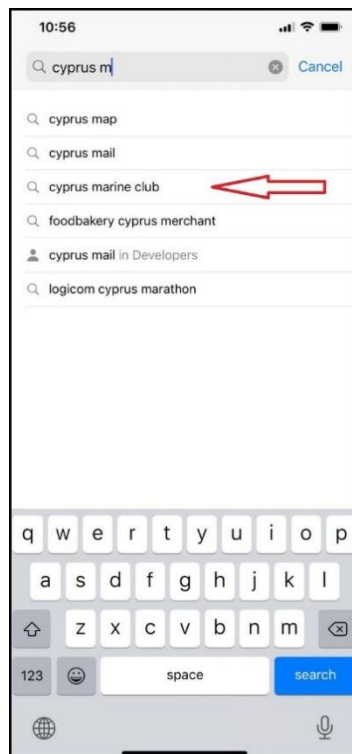 10:56
cyprus m
Cancel
cyprus map
cyprus mail
cyprus marine club
foodbakery cyprus merchant
cyprus mail in Developers
logicom cyprus marathon
q w e r t y u i o p
a s d f g h j k l
z x c v b n m
123 space search